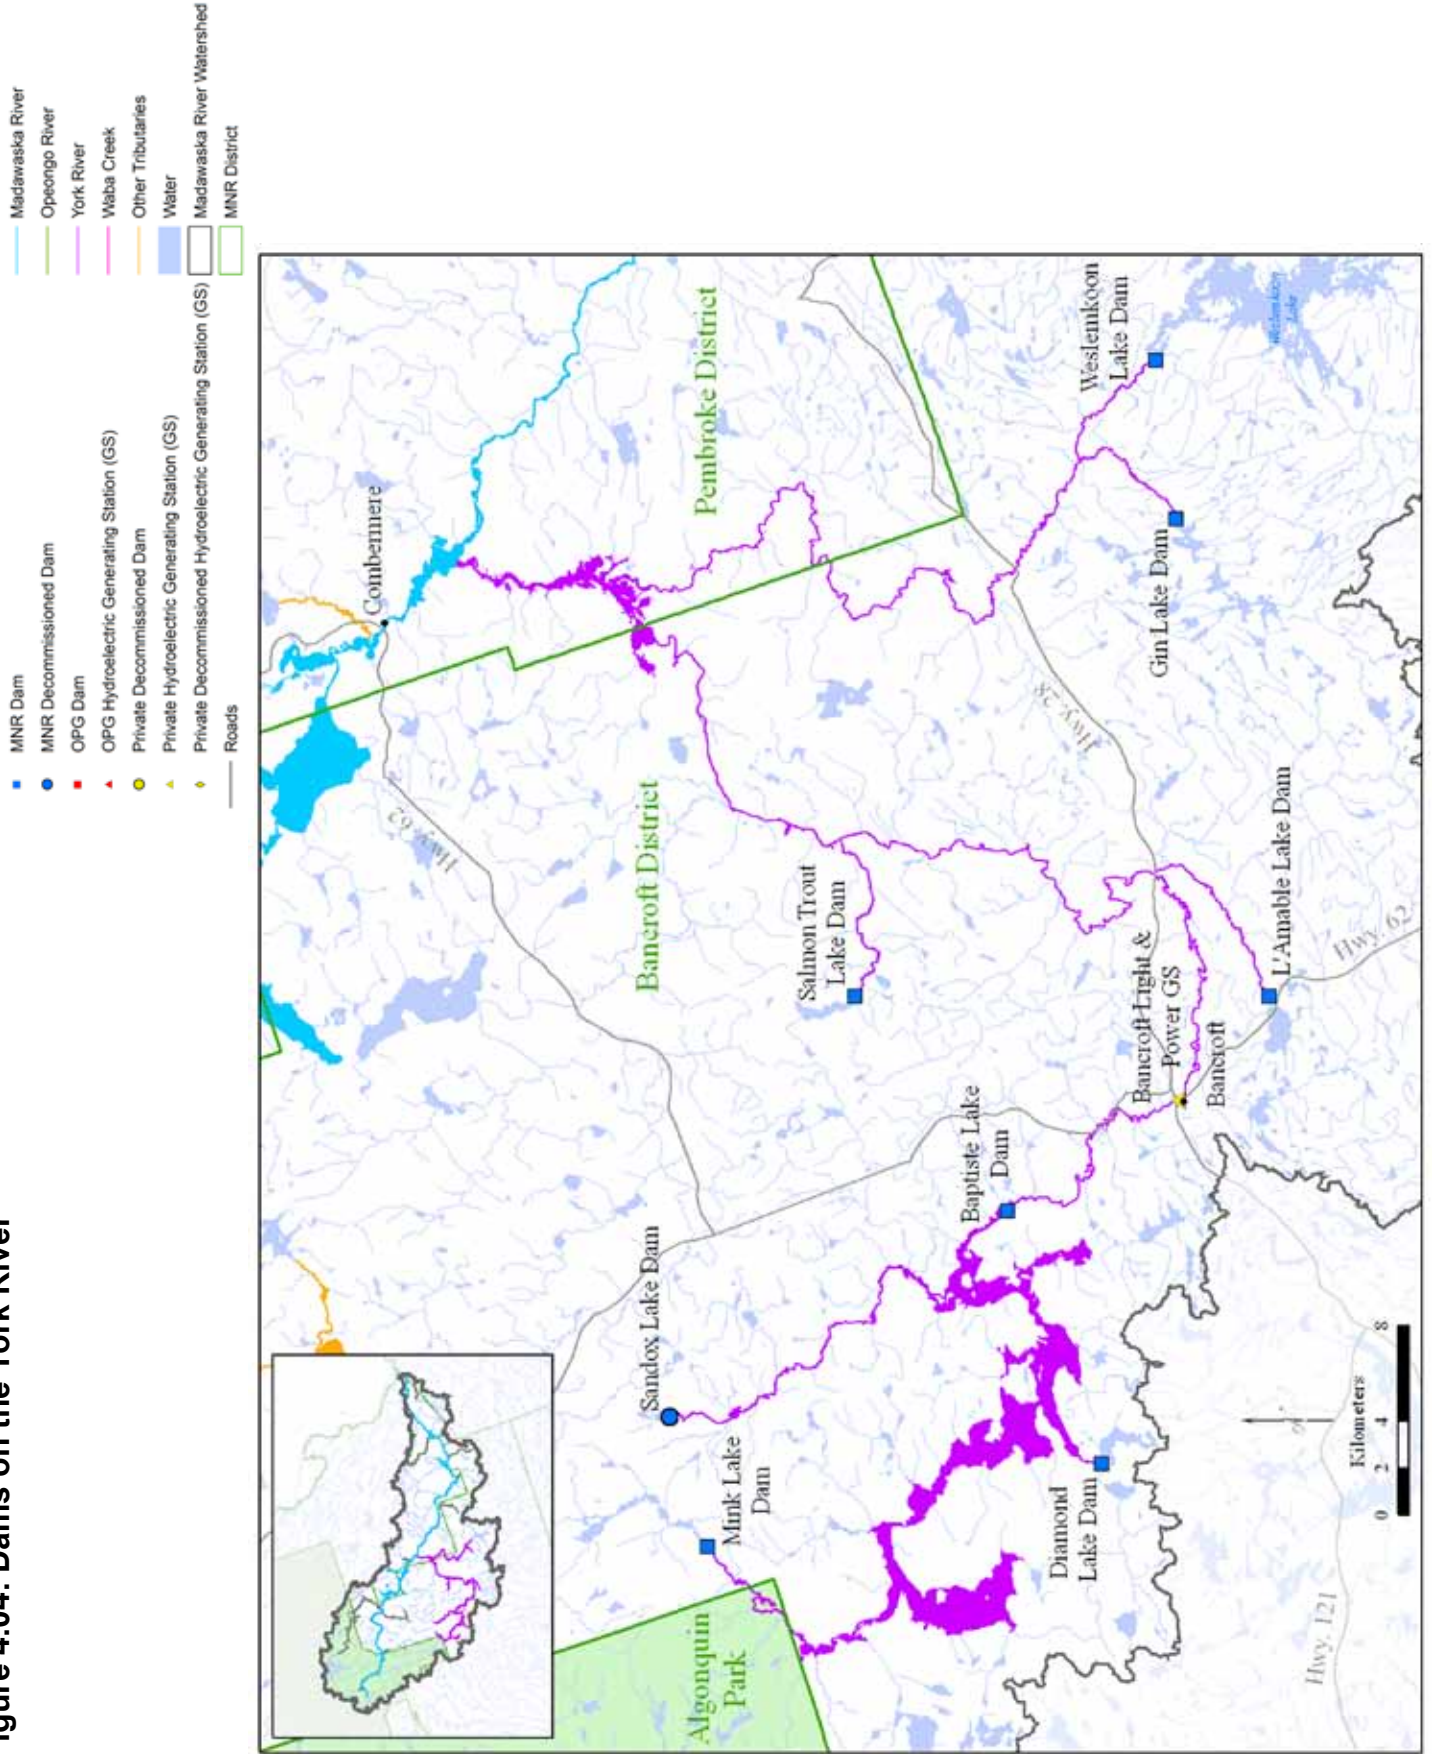 igure 4.04: Dams on the York River
MNR Dam
MNR Decommissioned Dam
OPG Dam
OPG Hydroelectric Generating Station (GS)
Private Decommissioned Dam
Private Hydroelectric Generating Station (GS)
Private Decommissioned Hydroelectric Generating Station (GS)
Roads
Madawaska River
Opeongo River
York River
Waba Creek
Other Tributaries
Water
Madawaska River Watershed
MNR District
Combermere
Hwy. 62
Pembroke District
Bancroft District
Sandox Lake Dam
Mink Lake
Dam
Algonquin
Park
Salmon Trout
Lake Dam
Hwy. 28
Baptiste Lake
Dam
Diamond
Lake Dam
Bancroft Light &
Power GS
Bancroft
Weslemkoon
Lake Dam
Gin Lake Dam
Weslemkoon
Lake
L'Amable Lake Dam
Hwy. 62
Hwy. 121
Kilometers
0 2 4 8